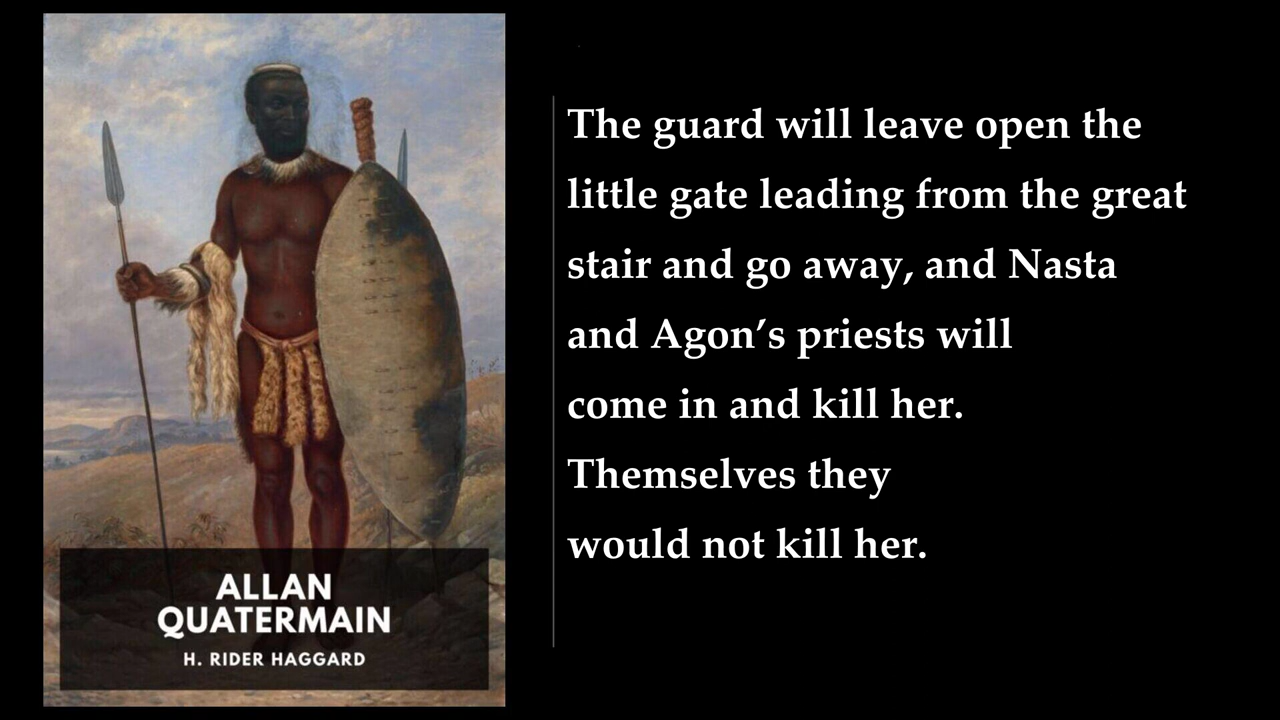 ALLAN
QUATERMAIN
H. RIDER HAGGARD
The guard will leave open the
little gate leading from the great
stair and go away, and Nasta
and Agon’s priests will
come in and kill her.
Themselves they
would not kill her.